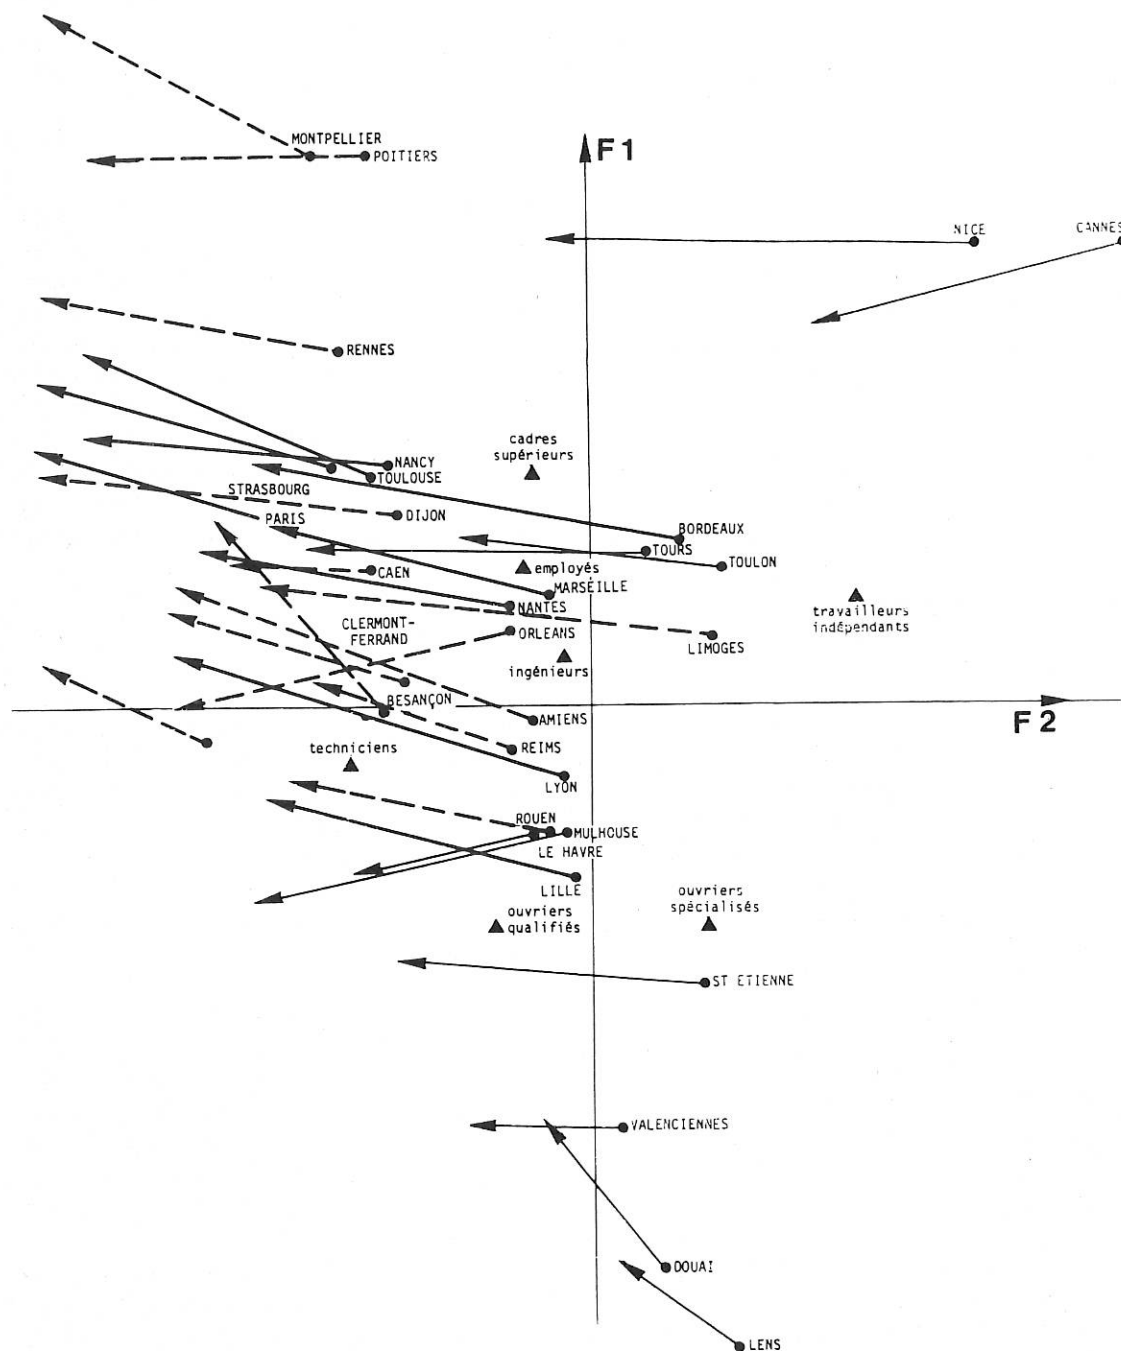 MONTPELLIER
F1
POITIERS
NICE
CANNES
RENNES
cadres
supérieurs
NANCY
TOULOUSE
STRASBOURG
PARIS
DIJON
BORDEAUX
TOURS
TOULON
CAEN
employés
MARSEILLE
NANTES
travailleurs
indépendants
CLERMONT-
FERRAND
ORLEANS
LIMOGES
ingénieurs
BESANÇON
AMIENS
F2
techniciens
REIMS
LYON
ROUEN
MULHOUSE
LE HAVRE
LILLE
ouvriers
spécialisés
ouvriers
qualifiés
ST ETIENNE
VALENCIENNES
DOUAI
LENS